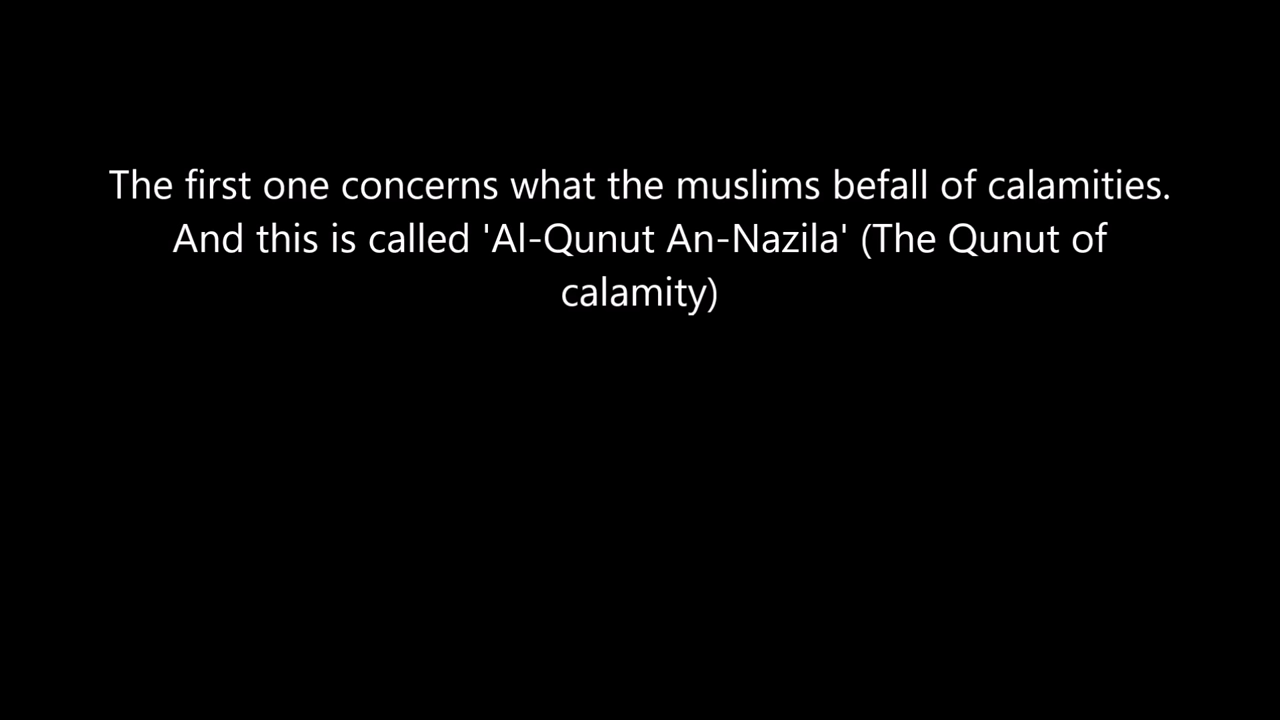 The first one concerns what the muslims befall of calamities.
And this is called 'Al-Qunut An-Nazila' (The Qunut of
calamity)